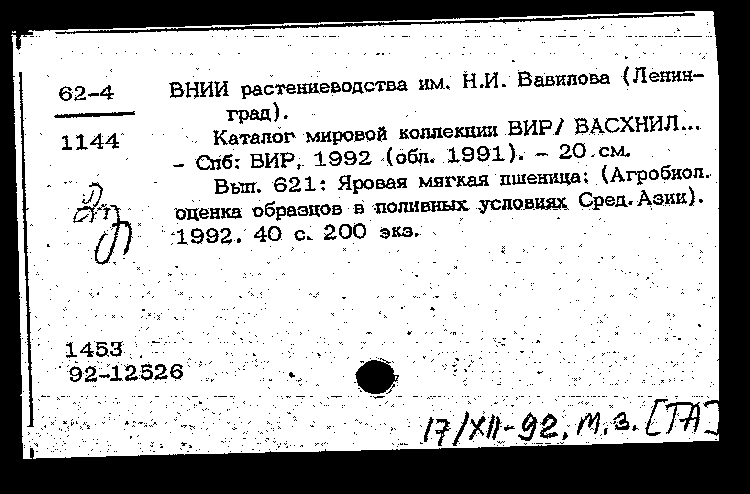 62-4
ВНИИ растениеводства им. Н.И. Вавилова (Ленин-
град).
1144
Каталог мировой коллекции ВИР/ ВАСХНИЛ...
- Спб: ВИР, 1992 (обл. 1991). - 20 см.
Вып. 621: Яровая мягкая пшеница: (Агробиол.
оценка образцов в поливных условиях Сред.Азии).
1992. 40 с. 200 экз.
1453
92-12526
17/XII-92. М.З. [ТА]